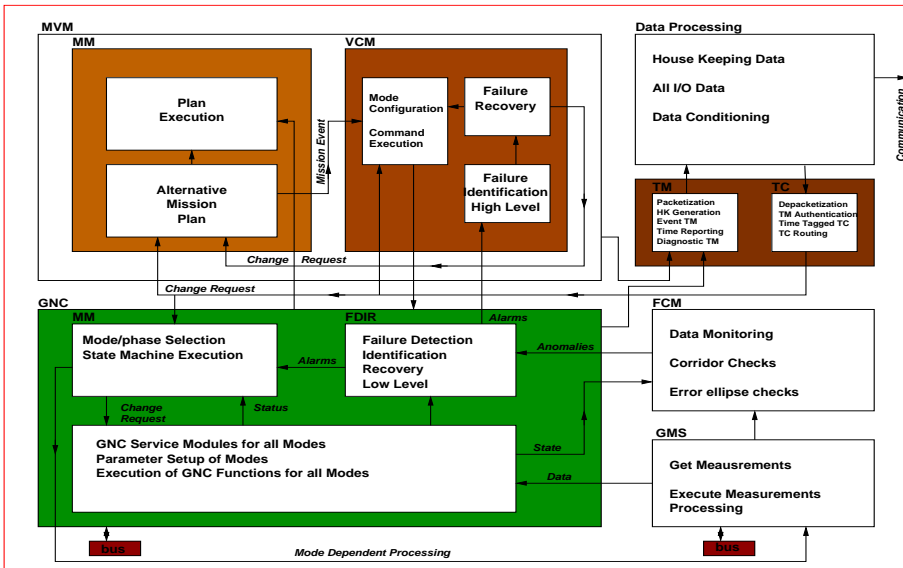 MVM
MM
Plan
Execution
Alternative
Mission
Plan
Mission Event
VCM
Mode
Configuration
Command
Execution
Failure
Recovery
Failure
Identification
High Level
Change Request
Change Request
Data Processing
House Keeping Data
All I/O Data
Data Conditioning
Communication
TM
Packetization
HK Generation
Event TM
Time Reporting
Diagnostic TM
TC
Depacketization
TM Authentication
Time Tagged TC
TC Routing
GNC
MM
Mode/phase Selection
State Machine Execution
Alarms
FDIR
Failure Detection
Identification
Recovery
Low Level
Alarms
Anomalies
Change
Request
Status
GNC Service Modules for all Modes
Parameter Setup of Modes
Execution of GNC Functions for all Modes
State
Data
FCM
Data Monitoring
Corridor Checks
Error ellipse checks
GMS
Get Meausrements
Execute Measurements
Processing
bus
bus
Mode Dependent Processing